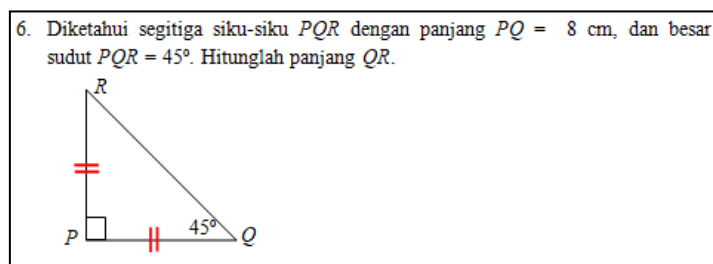 6. Diketahui segitiga siku-siku PQR dengan panjang PQ = 8 cm, dan besar
sudut PQR = 45°. Hitunglah panjang QR.
R
45°
P
Q